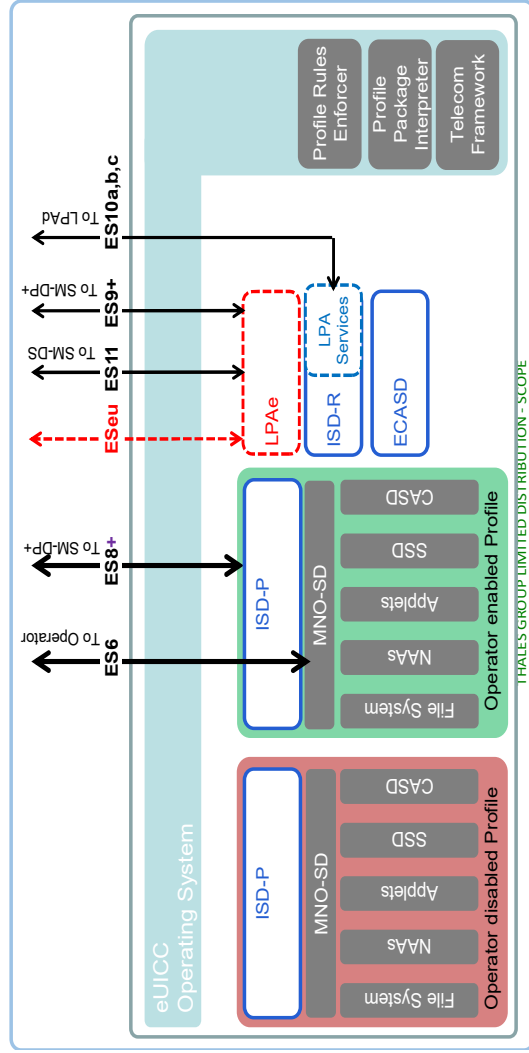 eUICC
Operating System
To Operator
ES6
To SM-DP+
ES8+
ESeu
To SM-DS
ES11
To SM-DP+
ES9+
To LPAd
ES10a,b,c
ISD-P
MNO-SD
File System
NAAs
Applets
SSD
CASD
Operator disabled Profile
ISD-P
MNO-SD
File System
NAAs
Applets
SSD
CASD
Operator enabled Profile
LPAe
ISD-R
LPA
Services
ECASD
Profile Rules
Enforcer
Profile
Package
Interpreter
Telecom
Framework
THALES GROUP LIMITED DISTRIBUTION - SCOPE